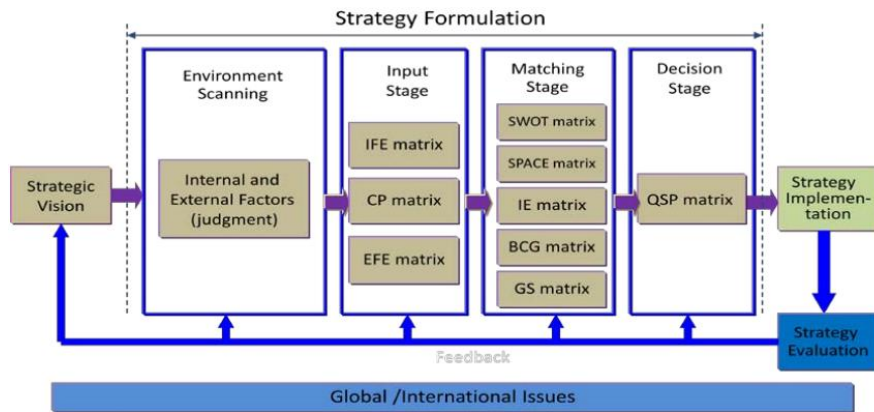 Strategy Formulation
Environment
Scanning
Input
Stage
Matching
Stage
Decision
Stage
Strategic
Vision
Internal and
External Factors
(judgment)
IFE matrix
CP matrix
EFE matrix
SWOT matrix
SPACE matrix
IE matrix
BCG matrix
GS matrix
QSP matrix
Strategy
Implemen-
tation
Strategy
Evaluation
Feedback
Global /International Issues